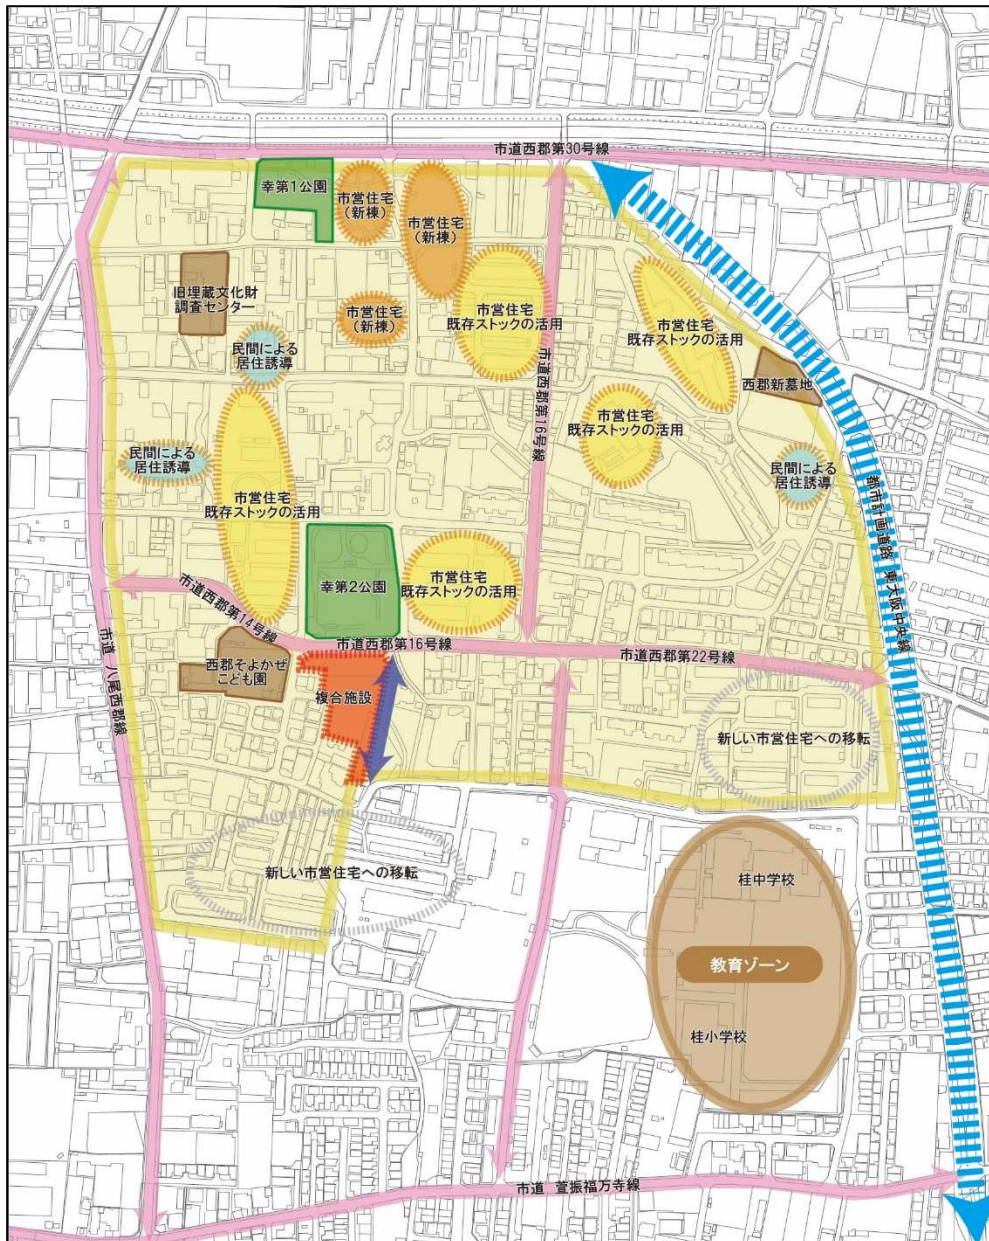 市道西郡第30号線
幸第1公園
市営住宅
(新棟)
市営住宅
(新棟)
旧埋蔵文化財
調査センター
市営住宅
(新棟)
市営住宅
既存ストックの活用
市営住宅
既存ストックの活用
民間による
居住誘導
西郡新墓地
市道西郡第16号線
市営住宅
既存ストックの活用
民間による
居住誘導
民間による
居住誘導
市営住宅
既存ストックの活用
都市計画道路 東大阪中央線
幸第2公園
市営住宅
既存ストックの活用
市道西郡第14号線
市道西郡第16号線
市道西郡第22号線
市道 八尾西郡線
西郡そよかぜ
こども園
複合施設
新しい市営住宅への移転
新しい市営住宅への移転
桂中学校
教育ゾーン
桂小学校
市道 萱振福万寺線